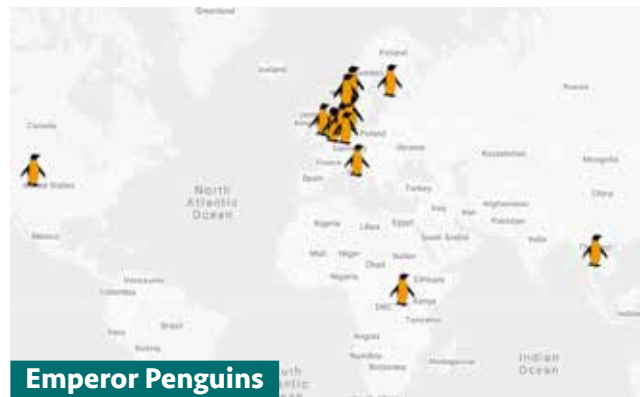 Greenland
Finland
Iceland
Russia
Canada
Poland
Ukraine
France
Kazakhstan
Mongolia
Spain
North
Atlantic
Ocean
Turkey
China
Afghanistan
Iraq
Iran
Pakistan
Mexico
Algeria
Libya
Egypt
Saudi Arabia
India
Mali
Niger
Chad
Sudan
Nigeria
Ethiopia
Venezuela
Colombia
DRC
Kenya
Tanzania
Peru
Brazil
Angola
Bolivia
Namibia
Botswana
Madagascar
Indian
Ocean
Emperor Penguins